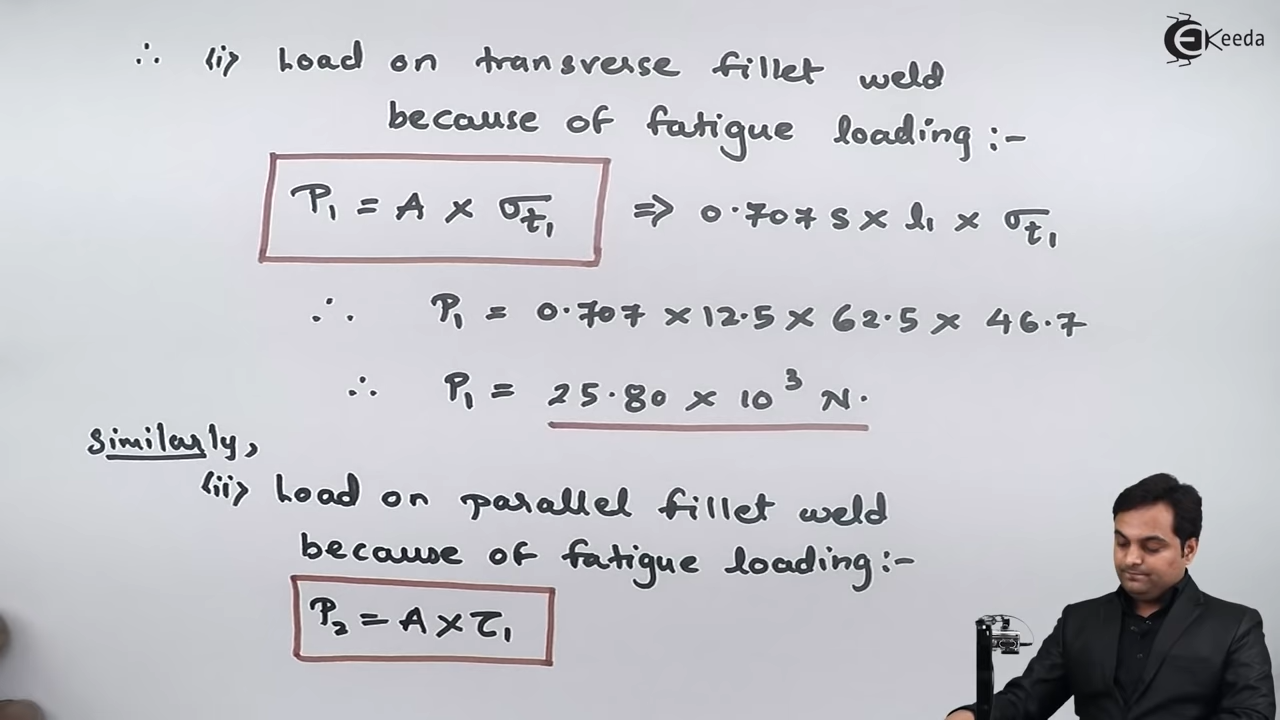 EKeeda
∴ (i) Load on transverse fillet weld
because of fatigue loading :-
P₁ = A × σt₁ ⇒ 0.707 S × l₁ × σt₁
∴ P₁ = 0.707 × 12.5 × 62.5 × 46.7
∴ P₁ = 25.80 × 10³ N.
Similarly,
(ii) Load on parallel fillet weld
because of fatigue loading :-
P₂ = A × τ₁